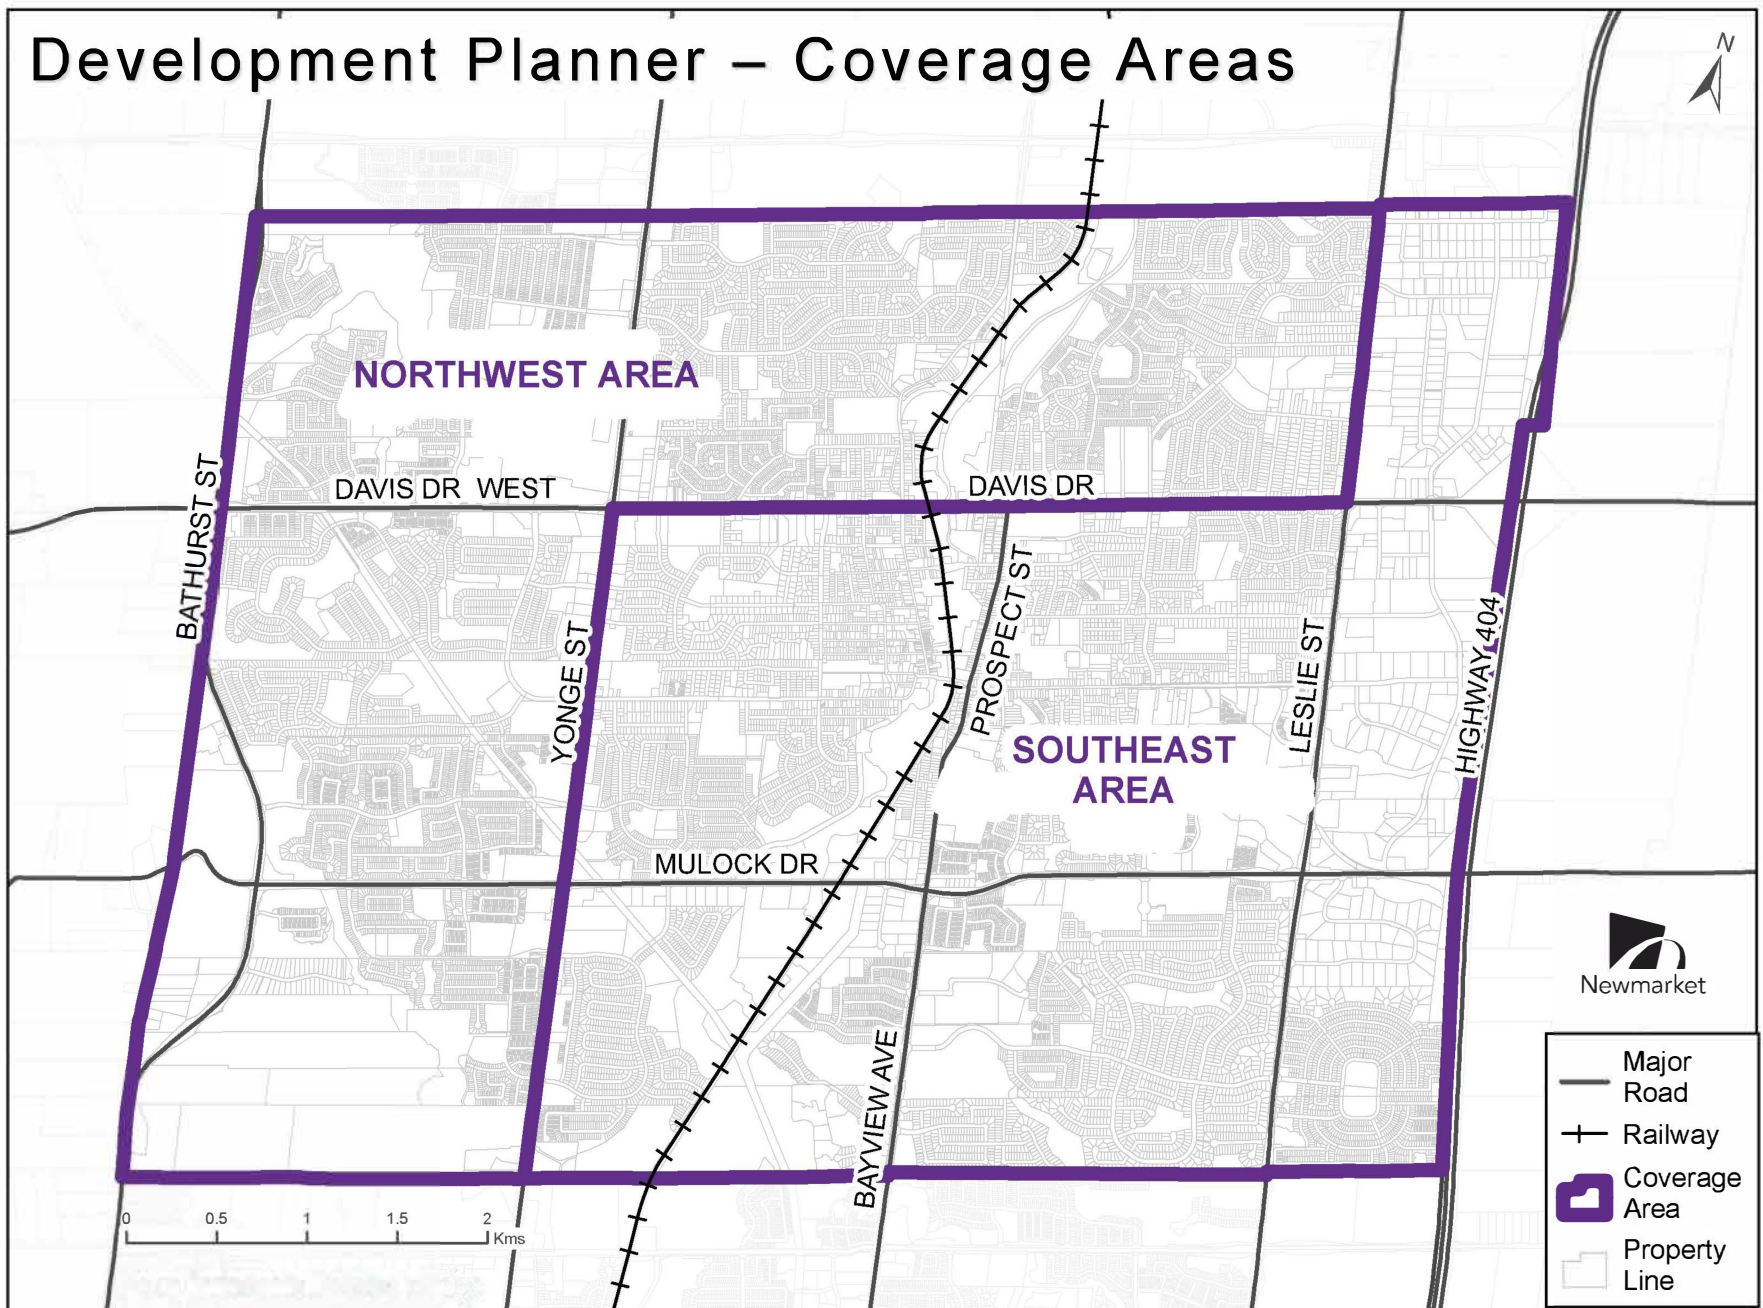 Development Planner – Coverage Areas
N
NORTHWEST AREA
BATHURST ST
DAVIS DR WEST
DAVIS DR
YONGE ST
PROSPECT ST
LESLIE ST
HIGHWAY 404
SOUTHEAST
AREA
MULOCK DR
BAYVIEW AVE
Newmarket
Major
Road
Railway
Coverage
Area
Property
Line
0 0.5 1 1.5 2
Kms